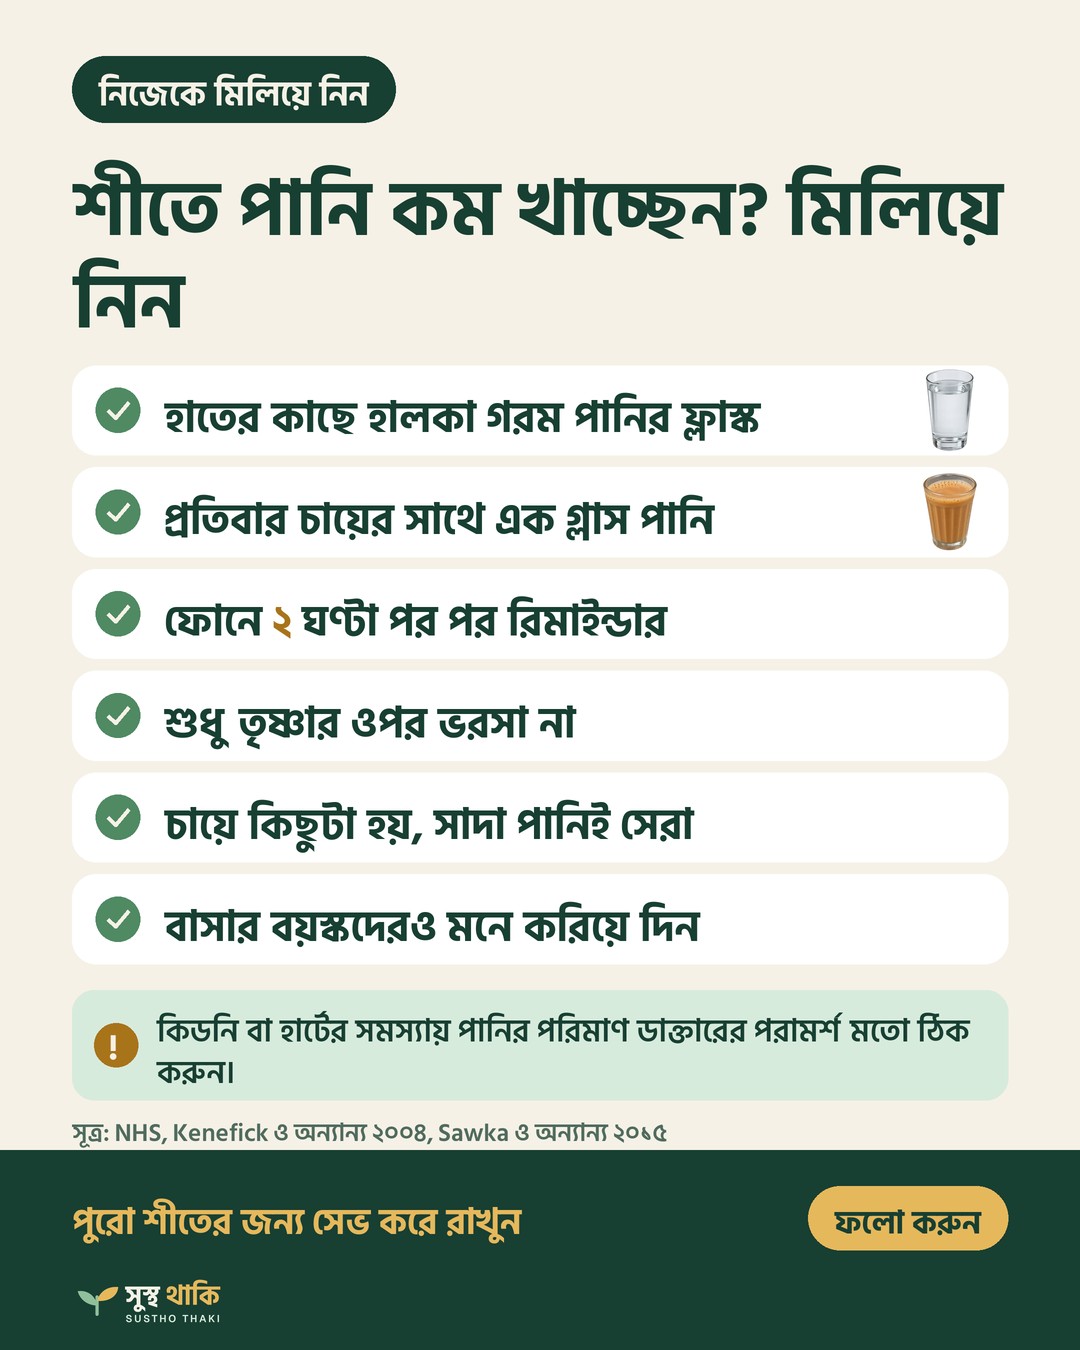 নিজেকে মিলিয়ে নিন
শীতে পানি কম খাচ্ছেন? মিলিয়ে
নিন
হাতের কাছে হালকা গরম পানির ফ্লাস্ক
প্রতিবার চায়ের সাথে এক গ্লাস পানি
ফোনে ২ ঘণ্টা পর পর রিমাইন্ডার
শুধু তৃষ্ণার ওপর ভরসা না
চায়ে কিছুটা হয়, সাদা পানিই সেরা
বাসার বয়স্কদেরও মনে করিয়ে দিন
কিডনি বা হার্টের সমস্যায় পানির পরিমাণ ডাক্তারের পরামর্শ মতো ঠিক
করুন।
সূত্র: NHS, Kenefick ও অন্যান্য ২০০৪, Sawka ও অন্যান্য ২০১৫
পুরো শীতের জন্য সেভ করে রাখুন
ফলো করুন
সুস্থ থাকি
SUSTHO THAKI